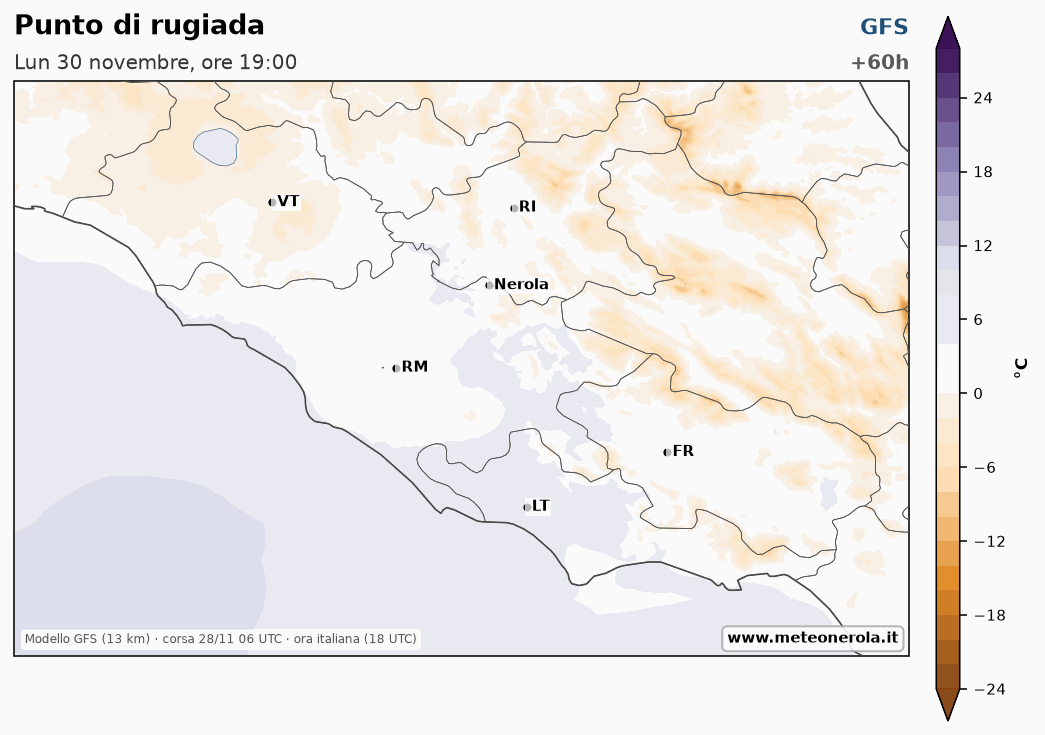 Punto di rugiada
GFS
Lun 30 novembre, ore 19:00
+60h
VT
RI
Nerola
RM
FR
LT
24
18
12
6
0
−6
−12
−18
−24
°C
Modello GFS (13 km) · corsa 28/11 06 UTC · ora italiana (18 UTC)
www.meteonerola.it